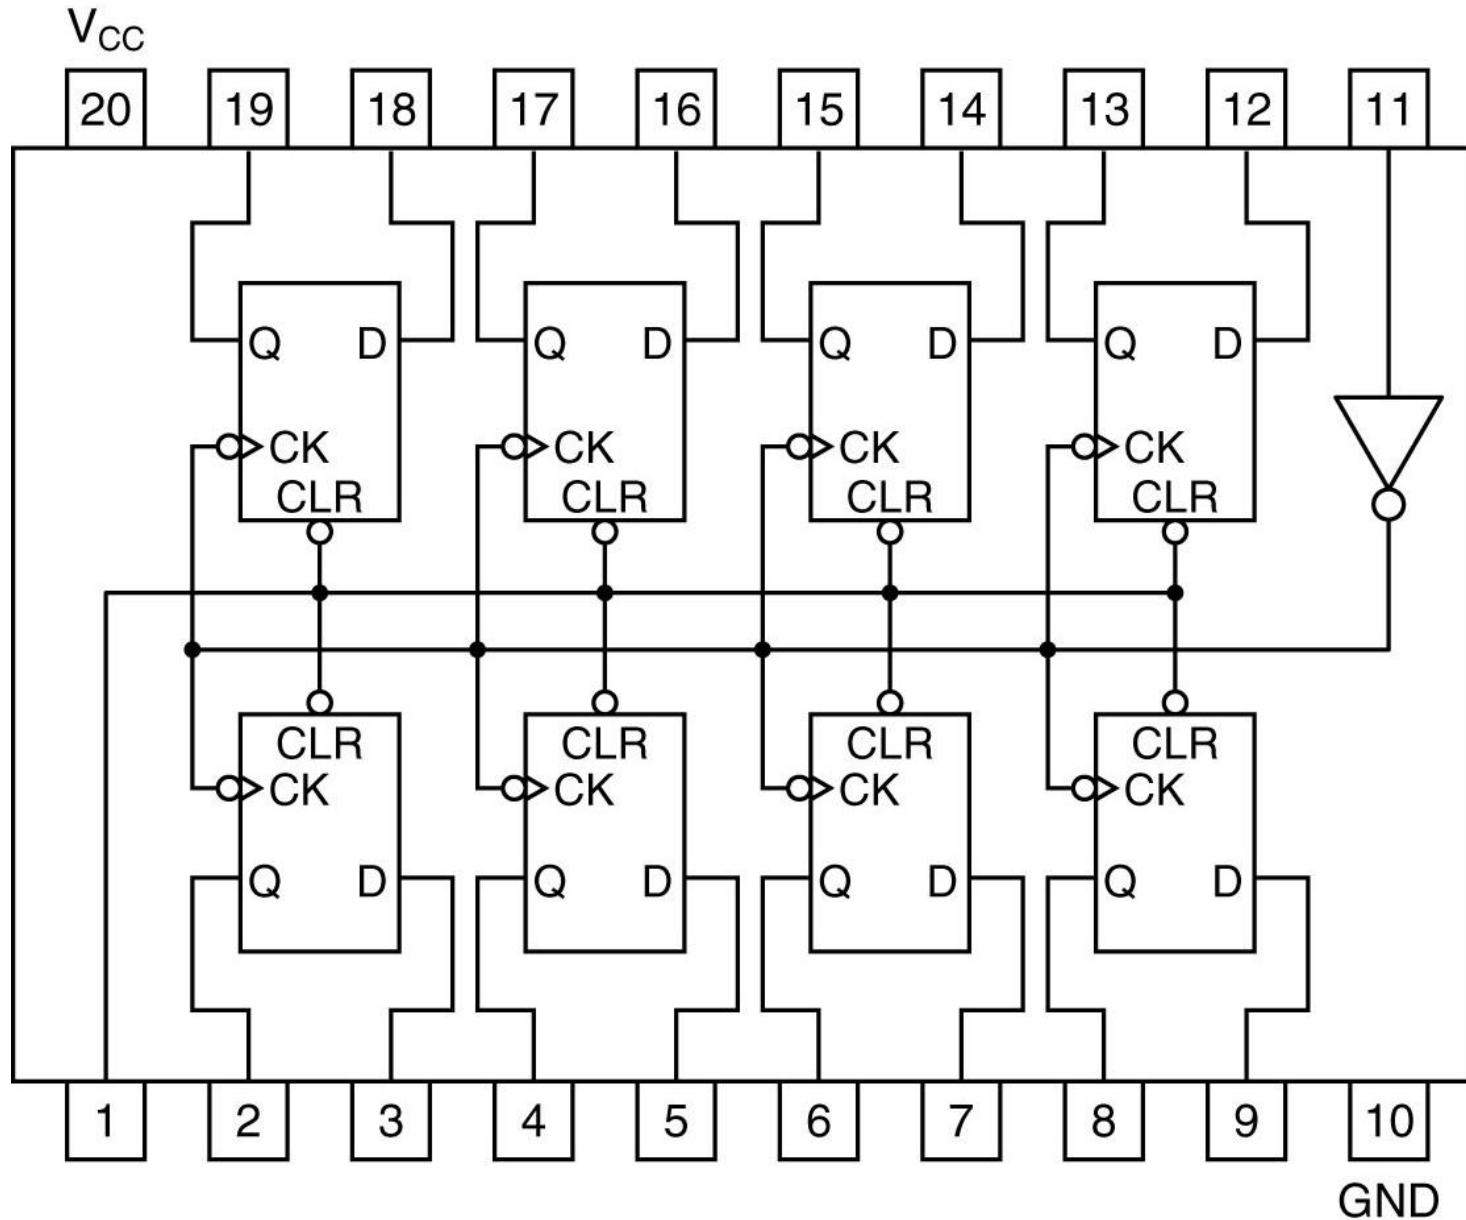 VCC
20 19 18 17 16 15 14 13 12 11
Q D Q D Q D Q D
CK CK CK CK
CLR CLR CLR CLR
CLR CLR CLR CLR
CK CK CK CK
Q D Q D Q D Q D
1 2 3 4 5 6 7 8 9 10
GND